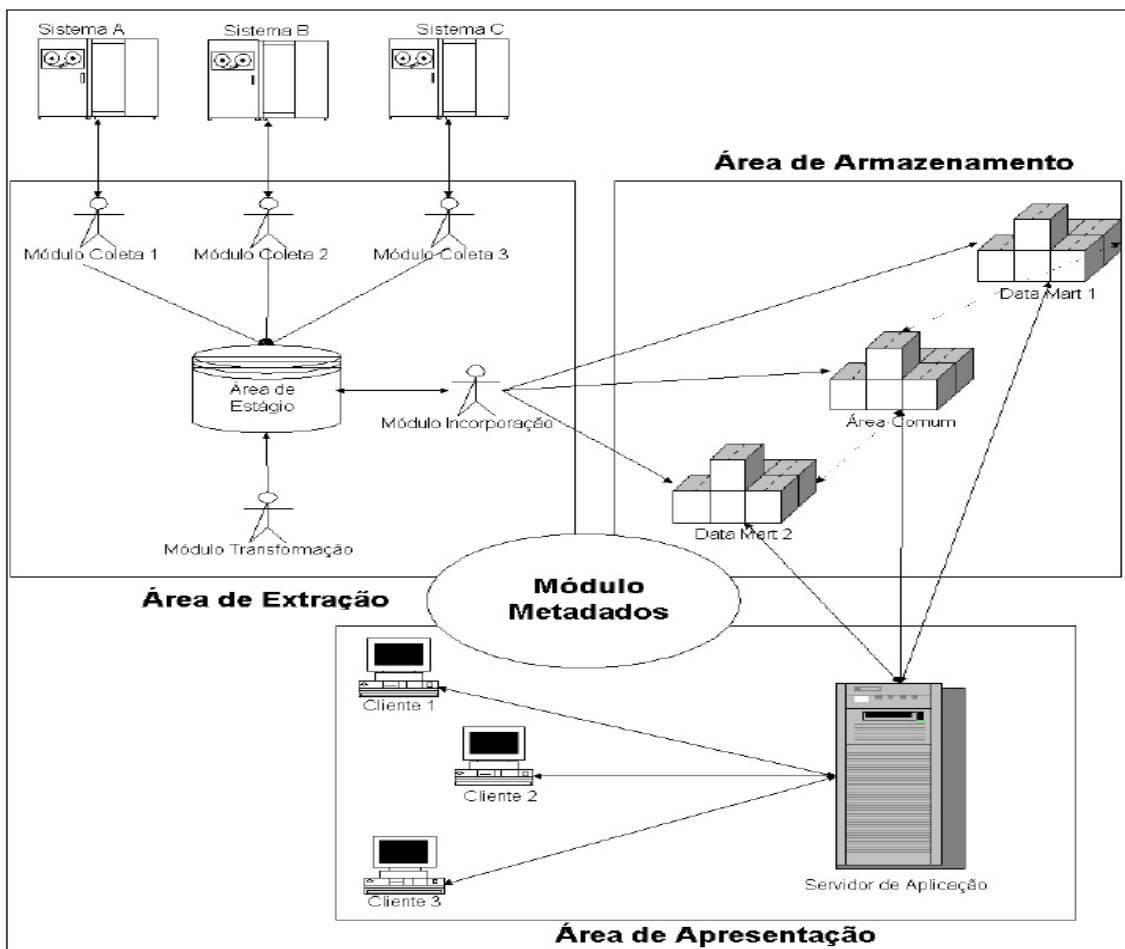 Sistema A
Sistema B
Sistema C
Área de Armazenamento
Módulo Coleta 1
Módulo Coleta 2
Módulo Coleta 3
Data Mart 1
Área de
Estágio
Módulo Incorporação
Área Comum
Data Mart 2
Módulo Transformação
Área de Extração
Módulo
Metadados
Cliente 1
Cliente 2
Cliente 3
Servidor de Aplicação
Área de Apresentação